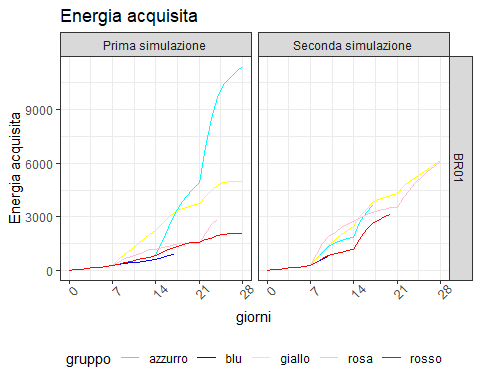 Energia acquisita
Prima simulazione
Seconda simulazione
BR01
Energia acquisita
9000
6000
3000
0
0
7
14
21
28
0
7
14
21
28
giorni
gruppo
azzurro
blu
giallo
rosa
rosso